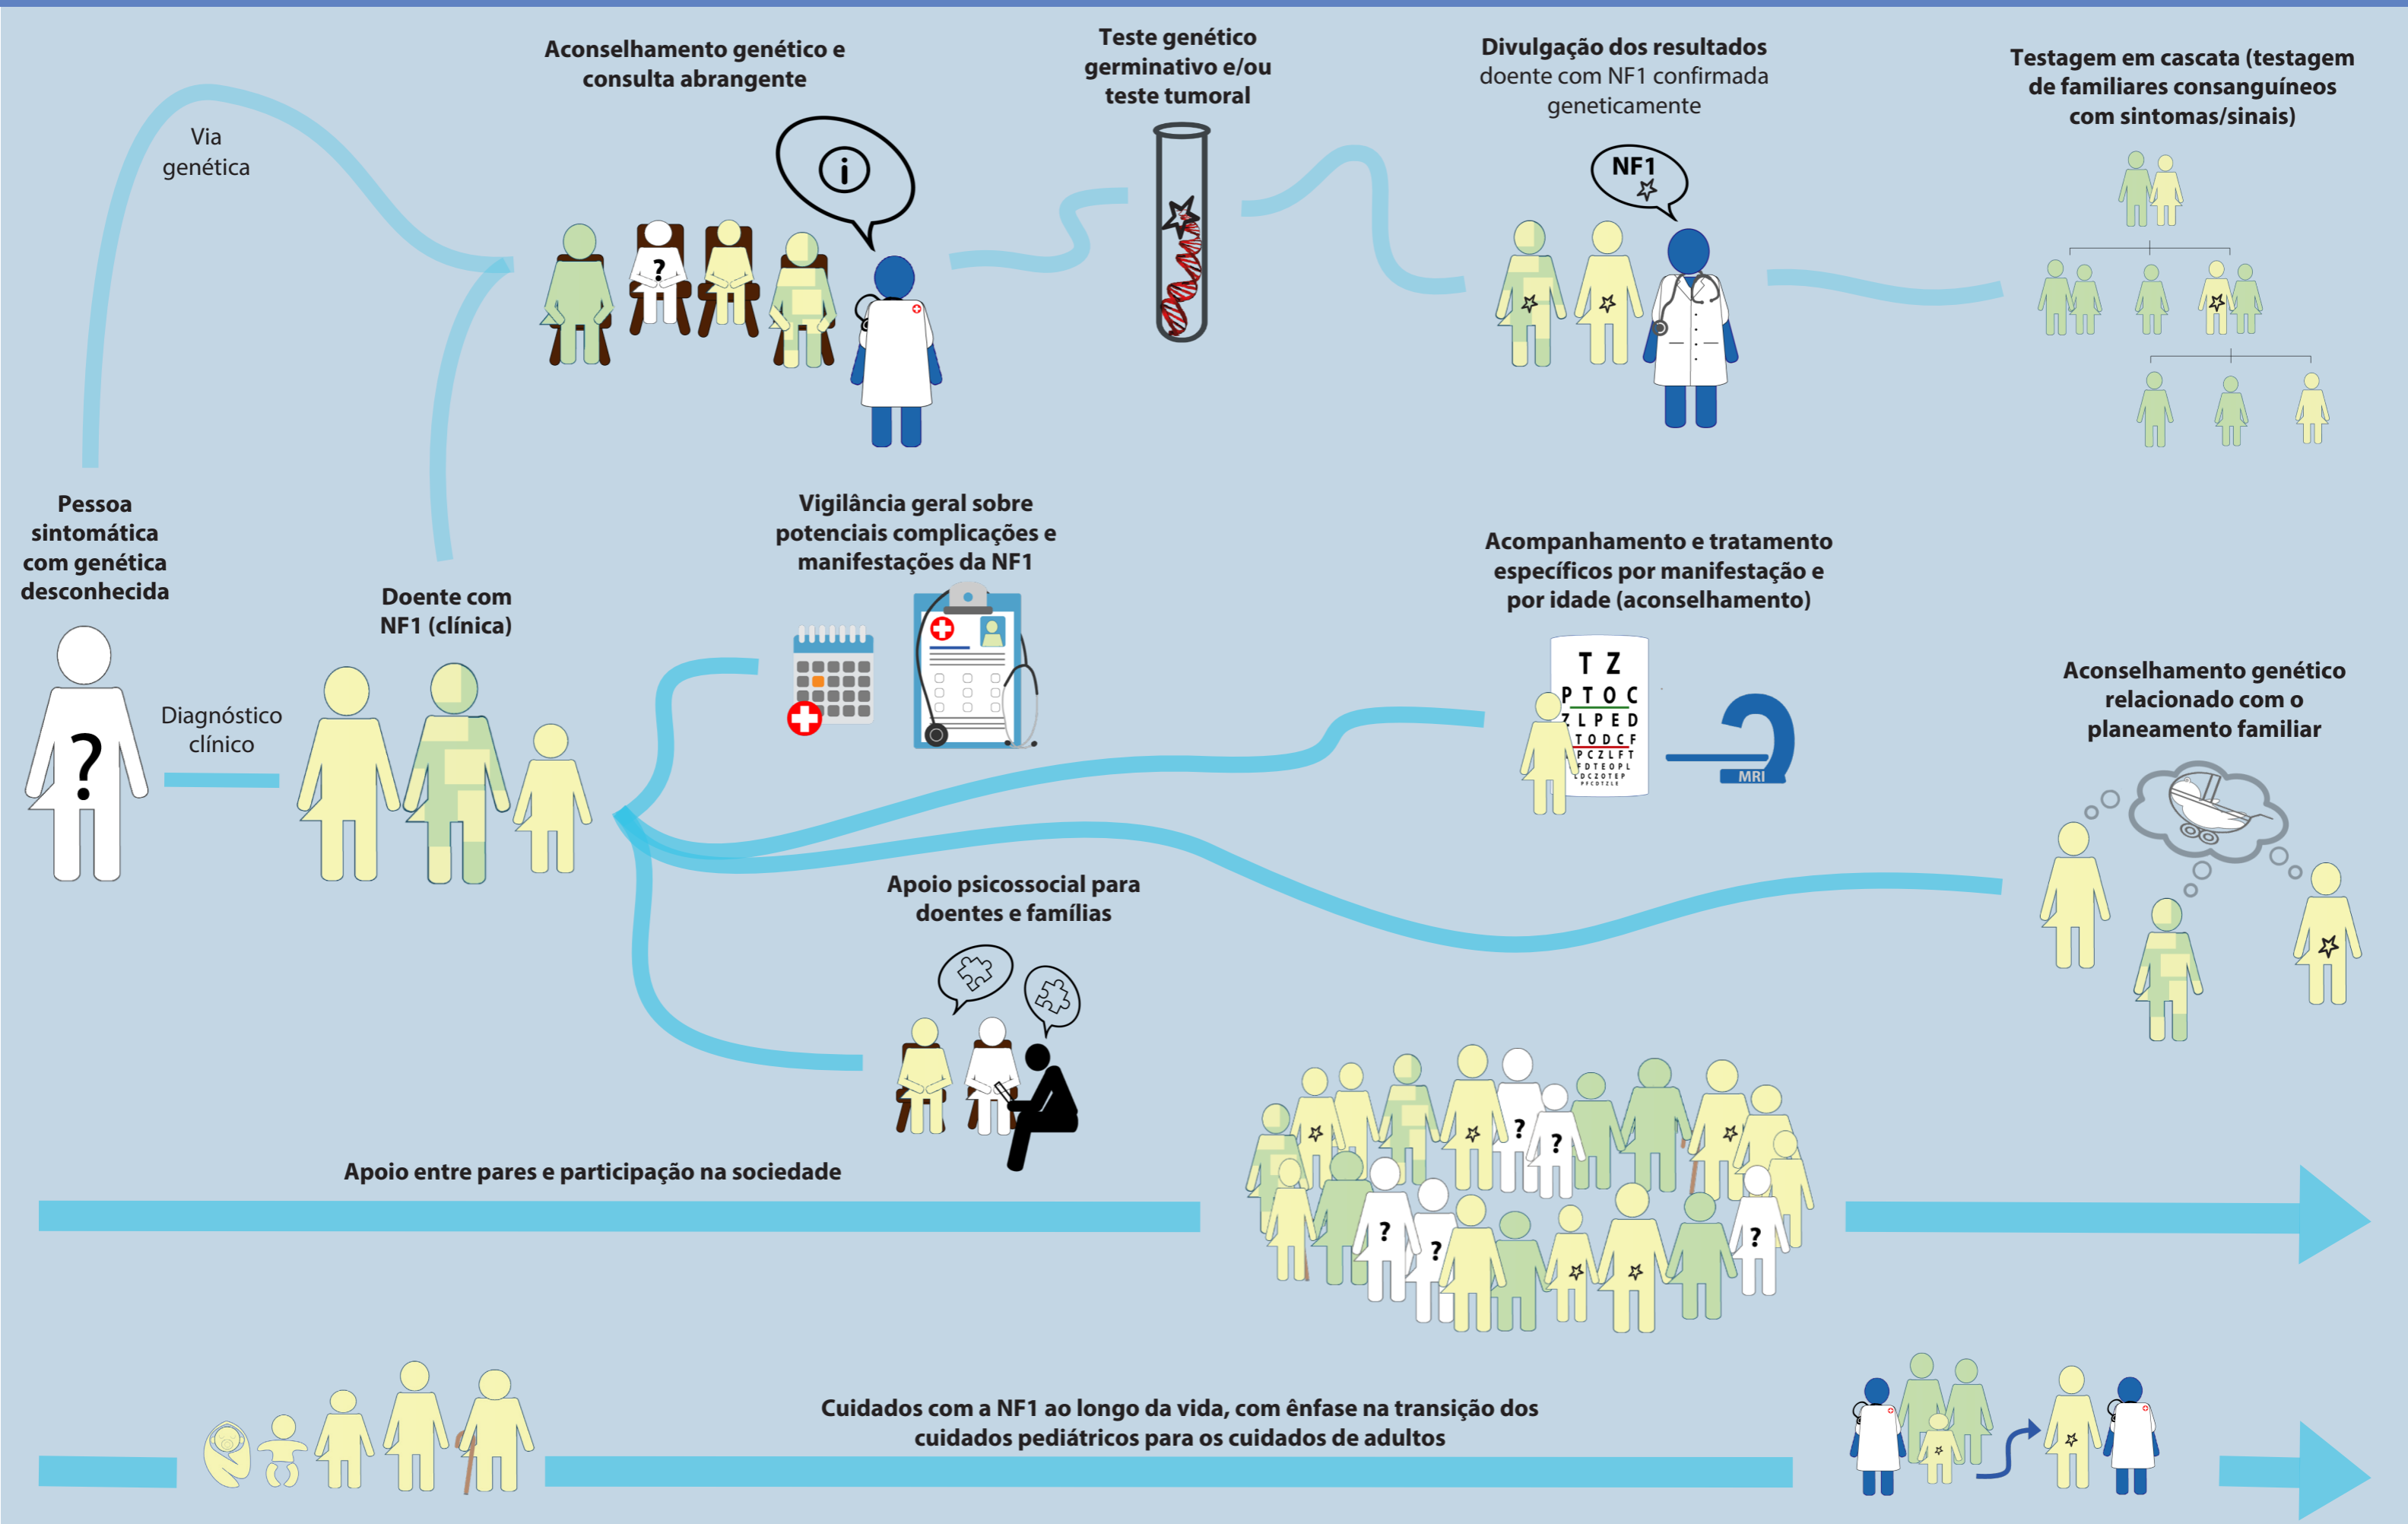 Aconselhamento genético e
consulta abrangente
Teste genético
germinativo e/ou
teste tumoral
Divulgação dos resultados
doente com NF1 confirmada
geneticamente
Testagem em cascata (testagem
de familiares consanguíneos
com sintomas/sinais)
Via
genética
i
?
NF1
Pessoa
sintomática
com genética
desconhecida
?
Diagnóstico
clínico
Doente com
NF1 (clínica)
Vigilância geral sobre
potenciais complicações e
manifestações da NF1
Acompanhamento e tratamento
específicos por manifestação e
por idade (aconselhamento)
T Z
P T O C
Z L P E D
T O D C F
P C Z L F T
F D T E O P L
D C Z O T E P
P F C D T Z L E
MRI
Aconselhamento genético
relacionado com o
planeamento familiar
Apoio psicossocial para
doentes e famílias
Apoio entre pares e participação na sociedade
?
?
?
?
?
Cuidados com a NF1 ao longo da vida, com ênfase na transição dos
cuidados pediátricos para os cuidados de adultos